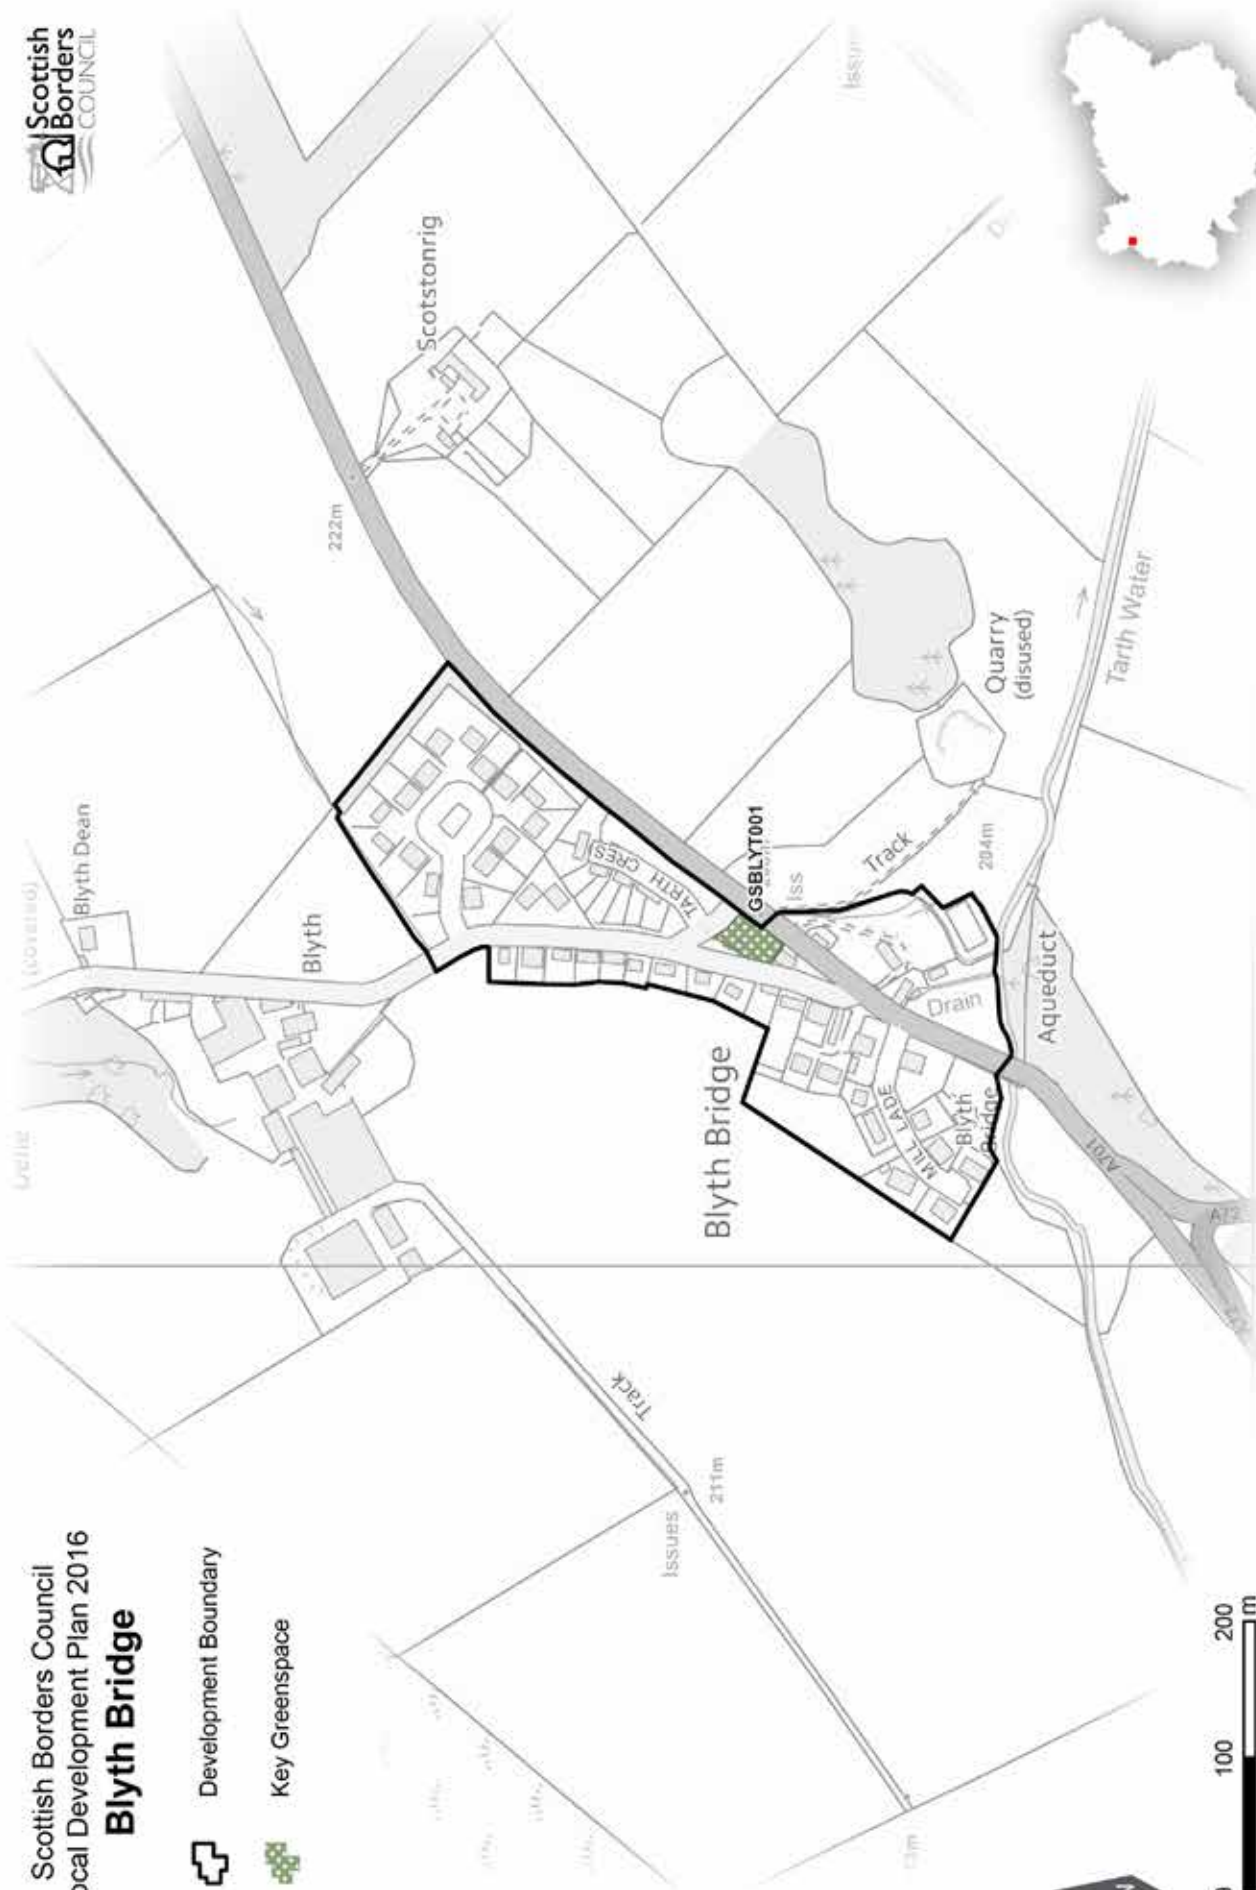 Scottish Borders Council
ocal Development Plan 2016
Blyth Bridge
Development Boundary
Key Greenspace
Scottish
Borders
COUNCIL
(covered)
Blyth Dean
Blyth
Scotstonrig
222m
TARTH CRES
GSBLYT001
Iss
Track
Quarry
(disused)
204m
Tarth Water
Aqueduct
Drain
Blyth Bridge
MILL LADE
Blyth
Bridge
A701
A72
Track
211m
Issues
100
200
m